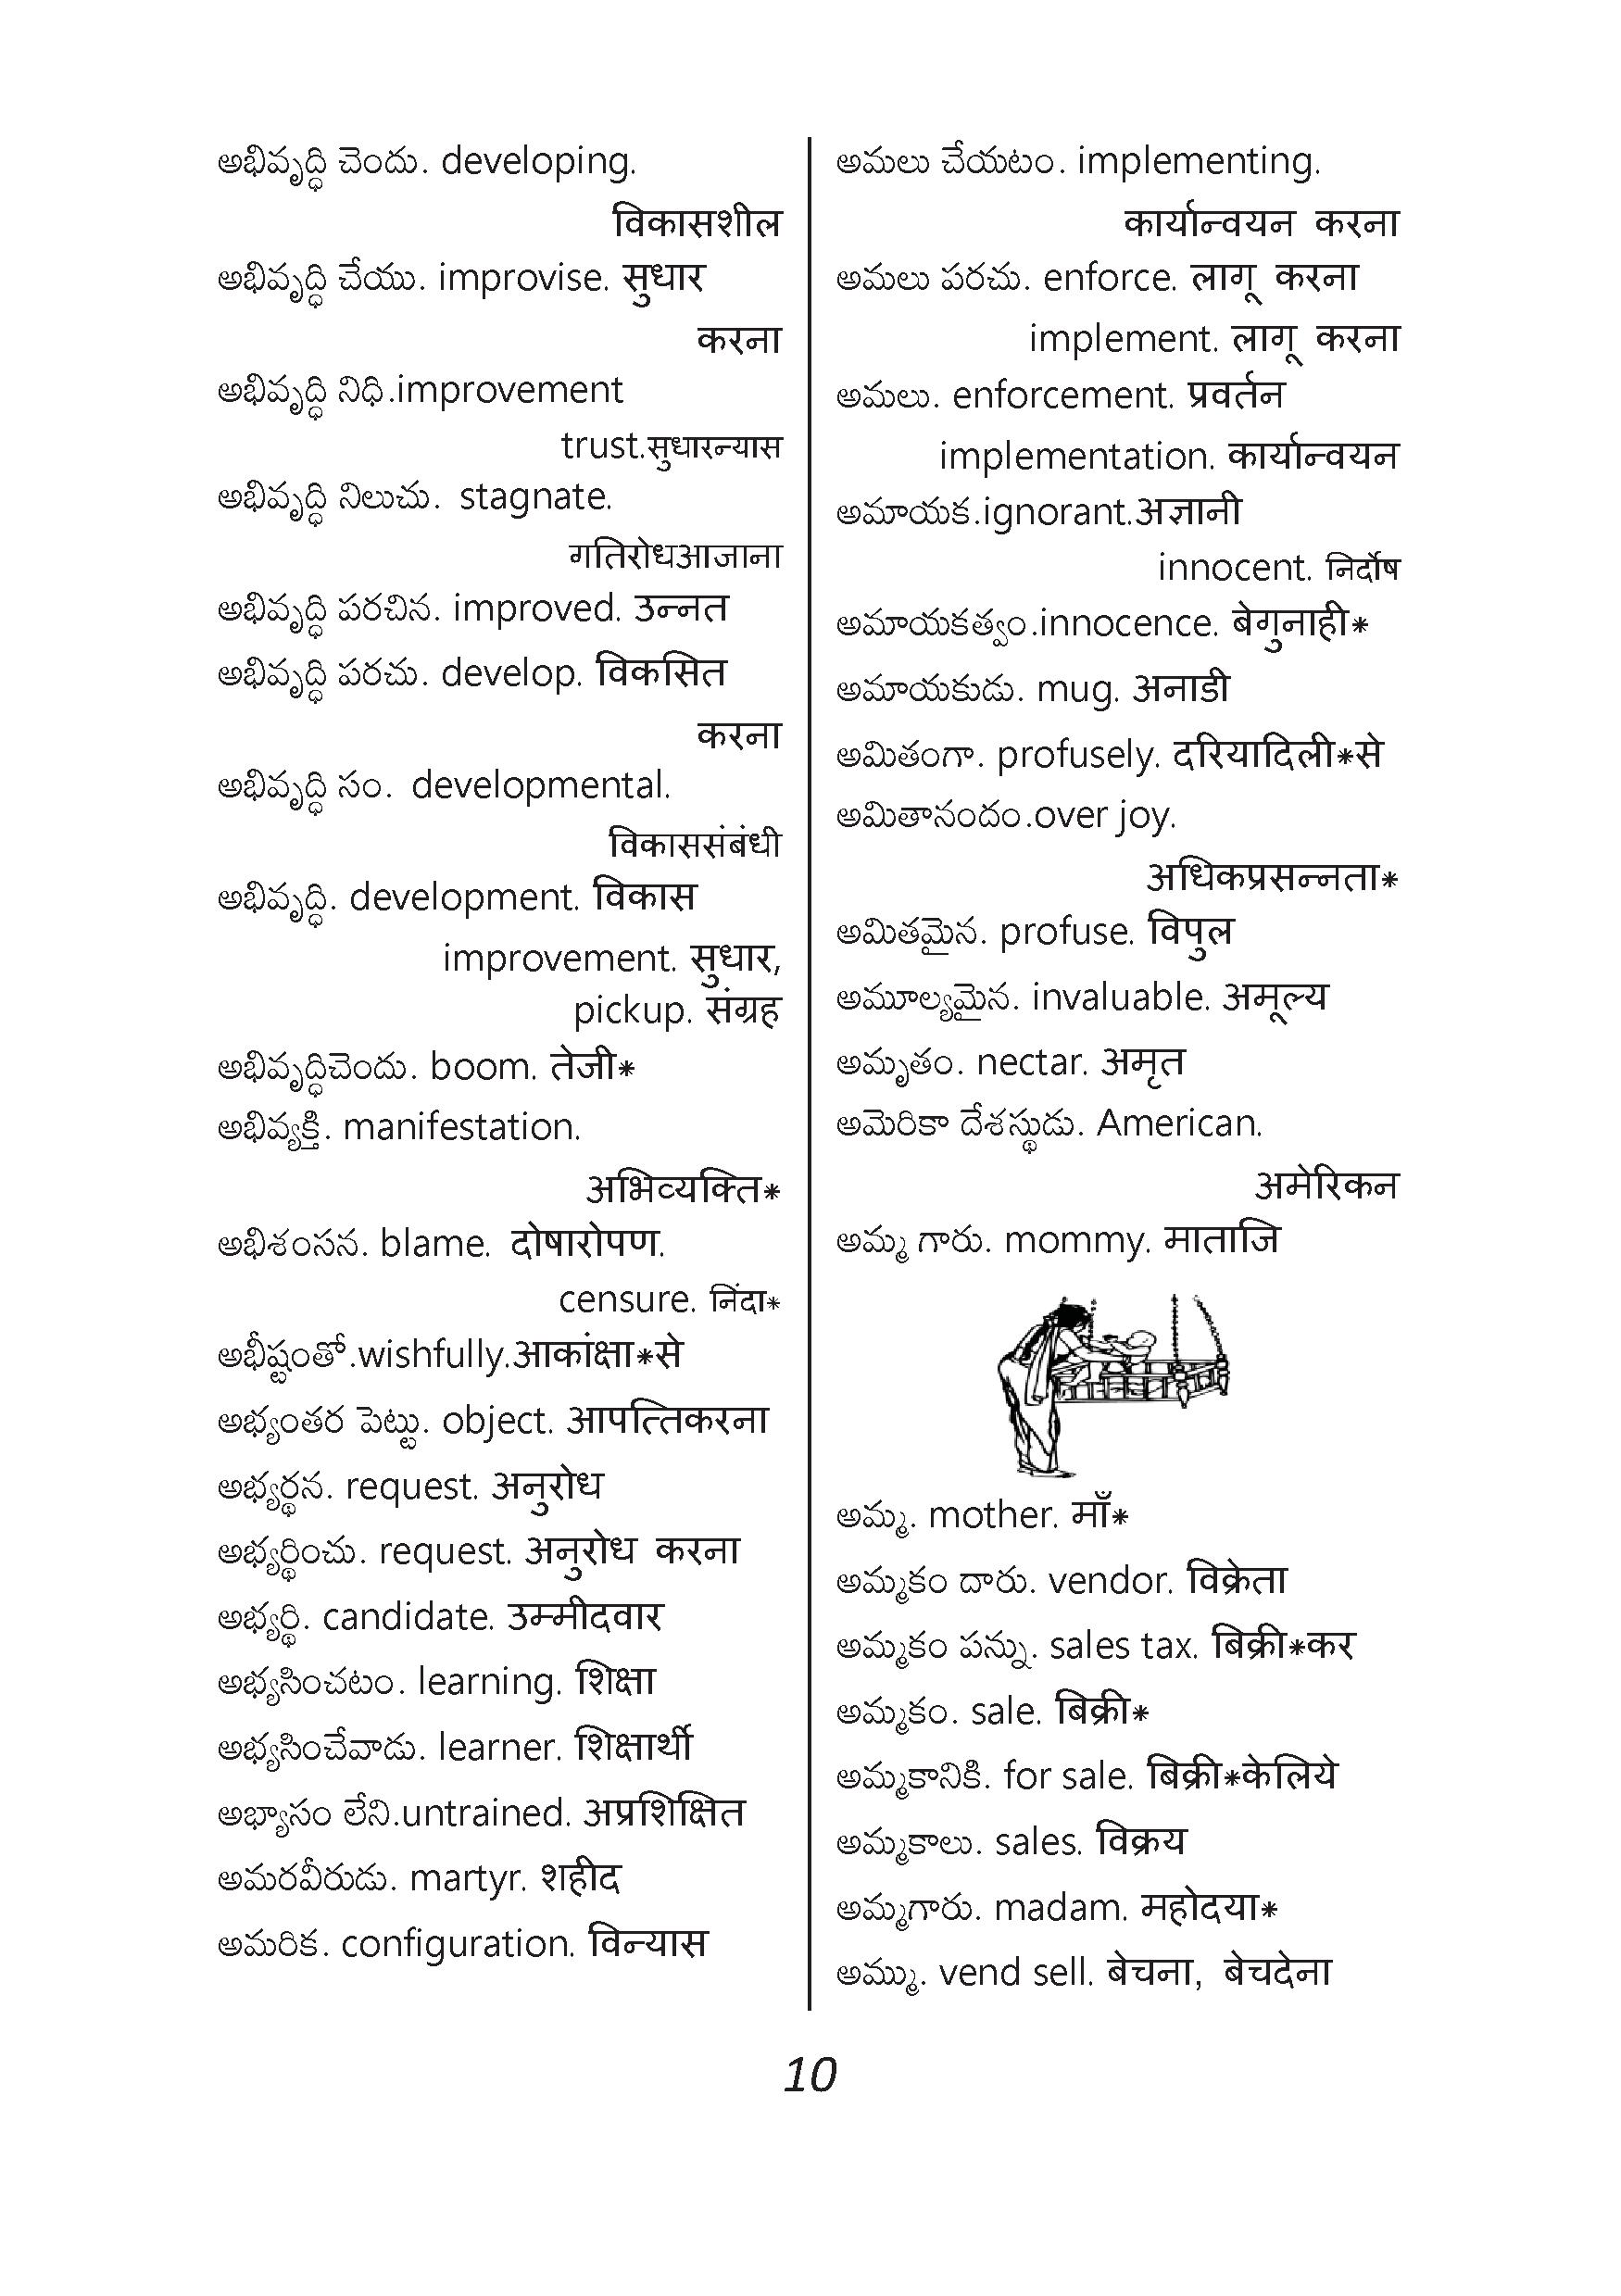 అభివృద్ధి చెందు. developing.
विकासशील
అభివృద్ధి చేయు. improvise. सुधार
करना
అభివృద్ధి నిధి.improvement
trust.सुधारन्यास
అభివృద్ధి నిలుచు. stagnate.
गतिरोधआजाना
అభివృద్ధి పరచిన. improved. उन्नत
అభివృద్ధి పరచు. develop. विकसित
करना
అభివృద్ధి సం. developmental.
विकाससंबंधी
అభివృద్ధి. development. विकास
improvement. सुधार,
pickup. संग्रह
అభివృద్ధిచెందు. boom. तेजी*
అభివ్యక్తి. manifestation.
अभिव्यक्ति*
అభిశంసన. blame. दोषारोपण.
censure. निंदा*
అభీష్టంతో.wishfully.आकांक्षा*से
అభ్యంతర పెట్టు. object. आपत्तिकरना
అభ్యర్థన. request. अनुरोध
అభ్యర్థించు. request. अनुरोध करना
అభ్యర్థి. candidate. उम्मीदवार
అభ్యసించటం. learning. शिक्षा
అభ్యసించేవాడు. learner. शिक्षार्थी
అభ్యాసం లేని.untrained. अप्रशिक्षित
అమరవీరుడు. martyr. शहीद
అమరిక. configuration. विन्यास
అమలు చేయటం. implementing.
कार्यान्वयन करना
అమలు పరచు. enforce. लागू करना
implement. लागू करना
అమలు. enforcement. प्रवर्तन
implementation. कार्यान्वयन
అమాయక.ignorant.अज्ञानी
innocent. निर्दोष
అమాయకత్వం.innocence. बेगुनाही*
అమాయకుడు. mug. अनाडी
అమితంగా. profusely. दरियादिली*से
అమితానందం.over joy.
अधिकप्रसन्नता*
అమితమైన. profuse. विपुल
అమూల్యమైన. invaluable. अमूल्य
అమృతం. nectar. अमृत
అమెరికా దేశస్థుడు. American.
अमेरिकन
అమ్మ గారు. mommy. माताजि
అమ్మ. mother. माँ*
అమ్మకం దారు. vendor. विक्रेता
అమ్మకం పన్ను. sales tax. बिक्री*कर
అమ్మకం. sale. बिक्री*
అమ్మకానికి. for sale. बिक्री*केलिये
అమ్మకాలు. sales. विक्रय
అమ్మగారు. madam. महोदया*
అమ్ము. vend sell. बेचना, बेचदेना
10